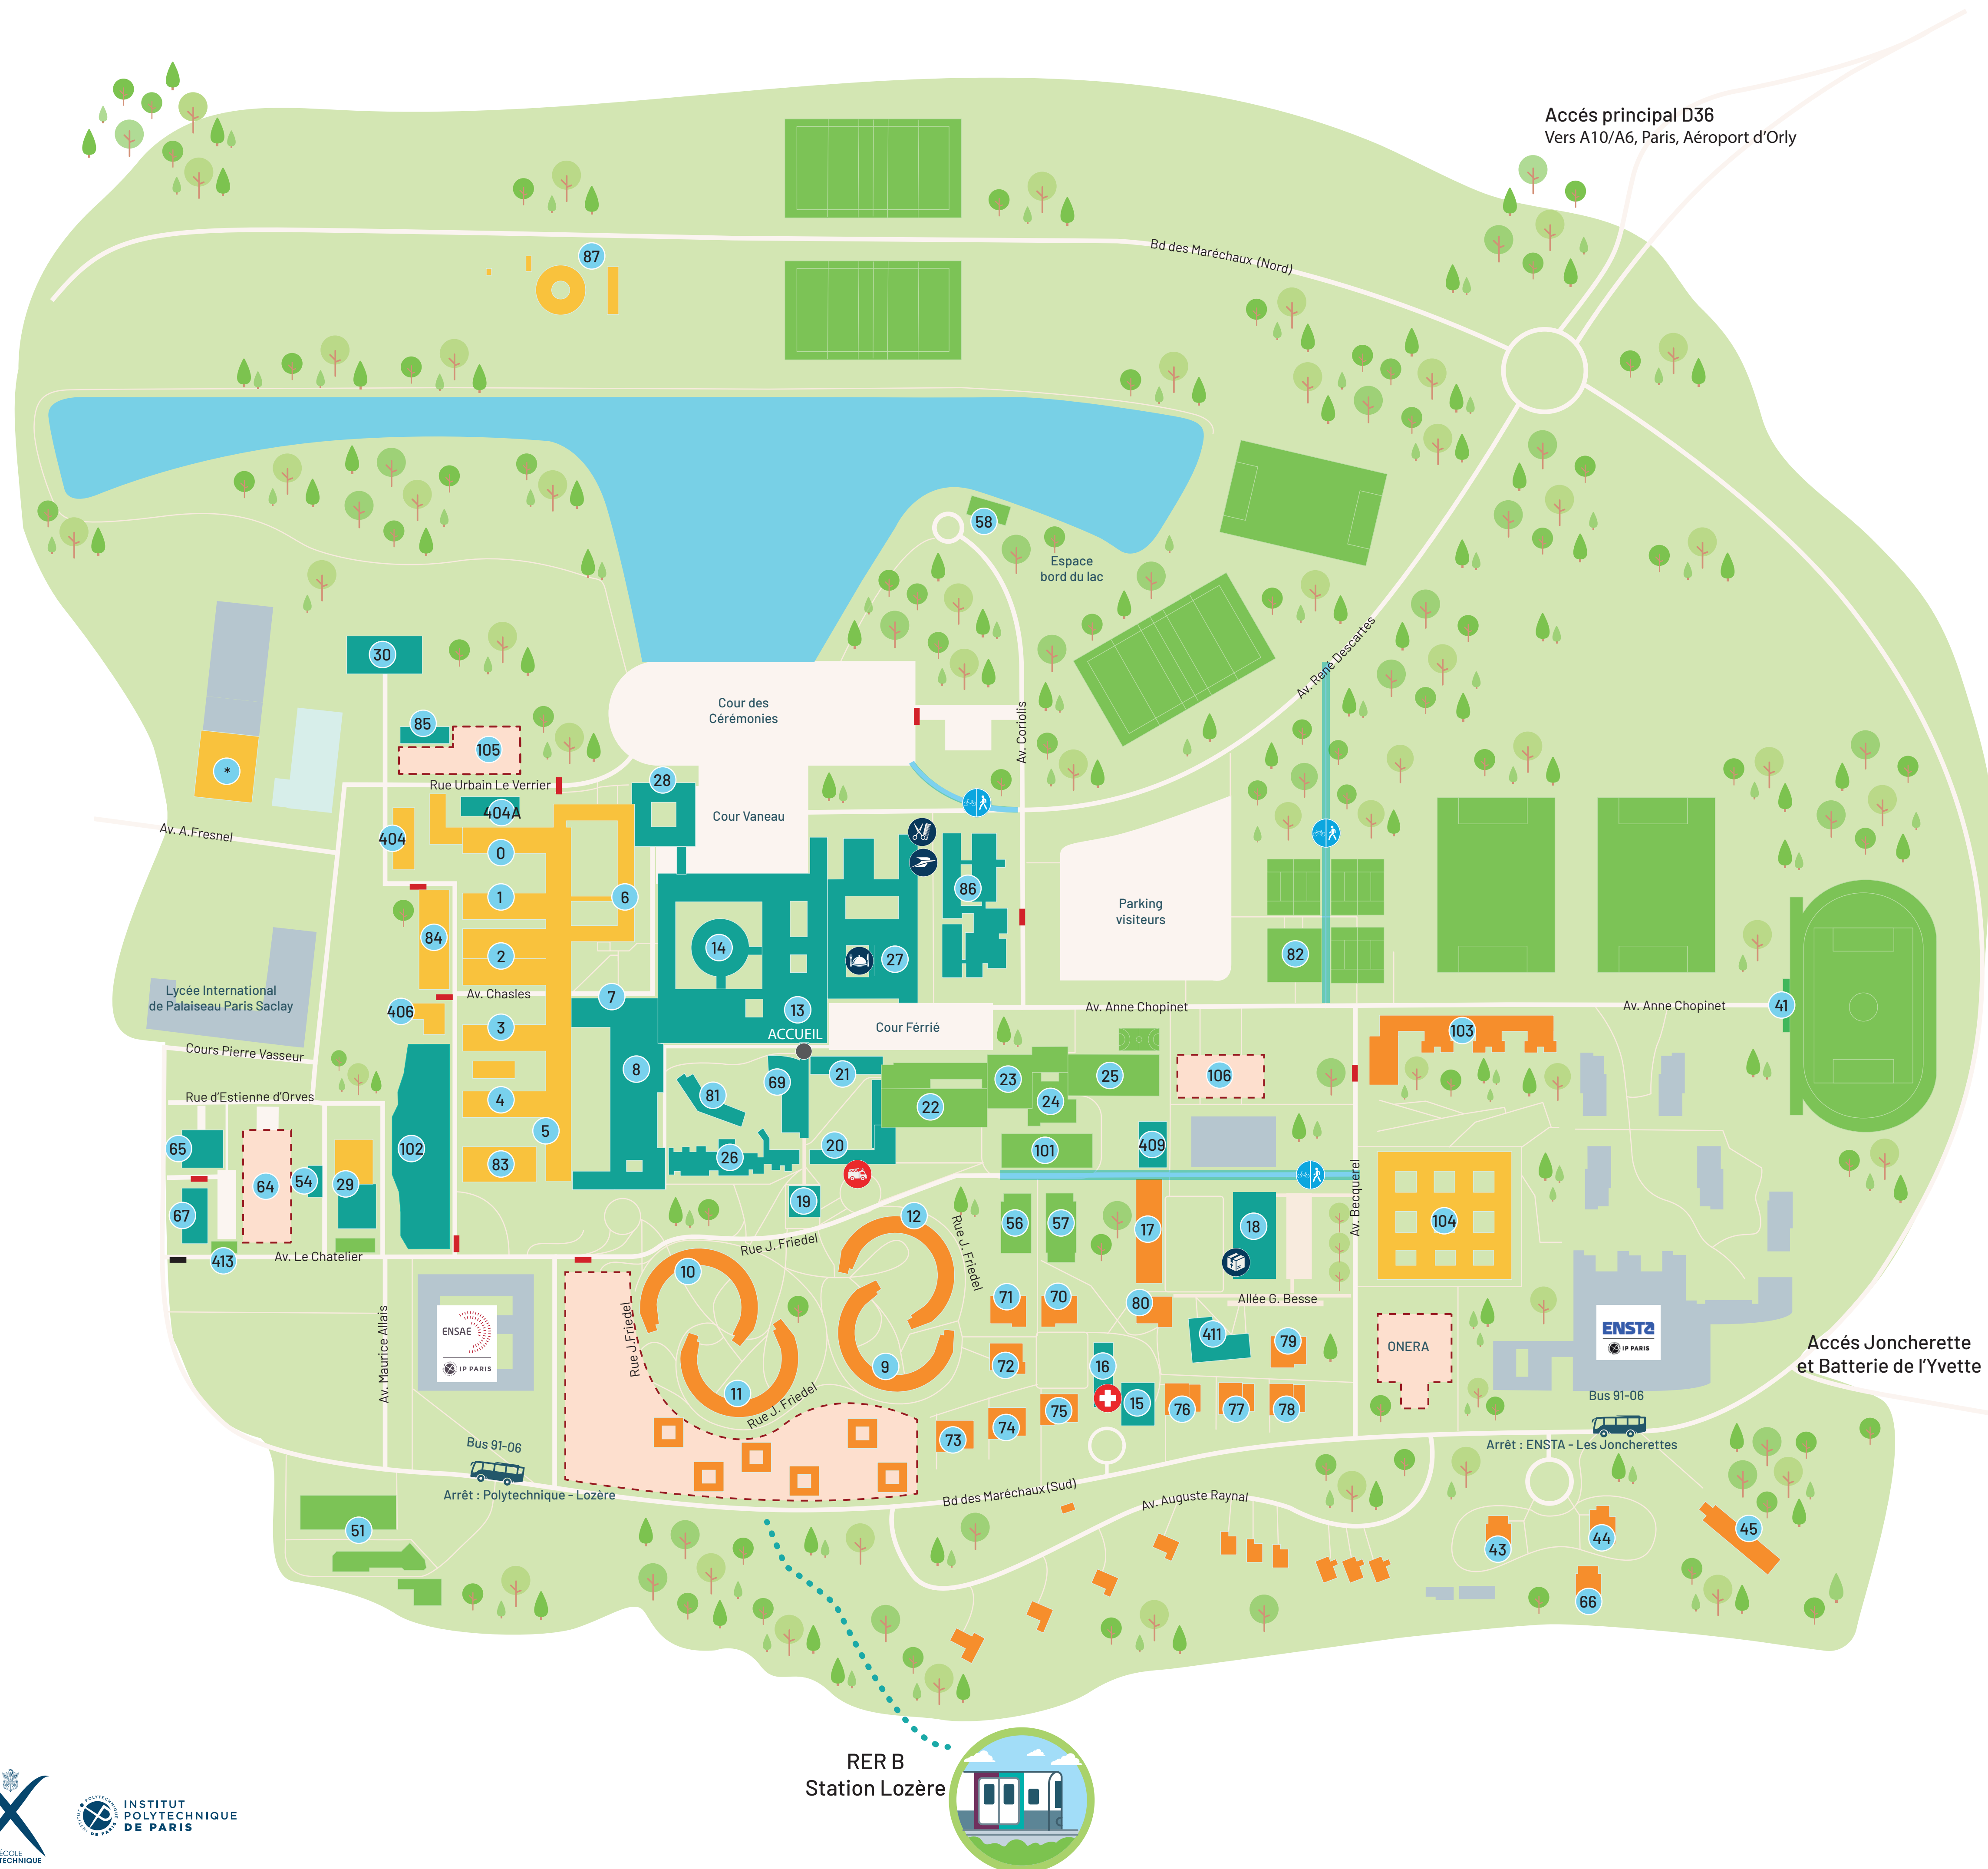 Accés principal D36
Vers A10/A6, Paris, Aéroport d'Orly
Bd des Maréchaux (Nord)
87
58
Espace
bord du lac
30
Av. René Descartes
85
105
Cour des
Cérémonies
Av. Coriolis
*
Rue Urbain Le Verrier
28
404A
Cour Vaneau
Av. A.Fresnel
404
0
1
6
86
Parking
visiteurs
84
2
14
27
82
Lycée International
de Palaiseau Paris Saclay
Av. Chasles
7
406
3
13
ACCUEIL
Cour Férrié
Av. Anne Chopinet
Av. Anne Chopinet
41
103
Cours Pierre Vasseur
8
69
21
23
25
106
81
22
24
Rue d'Estienne d'Orves
4
5
65
102
20
101
409
26
83
64
54
29
19
67
12
56
57
17
18
104
Av. Becquerel
413
Av. Le Chatelier
Rue J. Friedel
Rue J. Friedel
10
71
70
80
Allée G. Besse
Av. Maurice Allais
ENSAE
IP PARIS
Rue J.Friedel
411
79
ONERA
ENSTA
IP PARIS
Accés Joncherette
et Batterie de l'Yvette
9
72
16
11
Rue J. Friedel
15
76
77
78
75
74
73
Bus 91-06
Arrêt : ENSTA - Les Joncherettes
Bus 91-06
Arrêt : Polytechnique - Lozère
Bd des Maréchaux (Sud)
Av. Auguste Raynal
51
43
44
45
66
RER B
Station Lozère
INSTITUT
POLYTECHNIQUE
DE PARIS
POLYTECHNIQUE
DE PARIS
ÉCOLE
TECHNIQUE